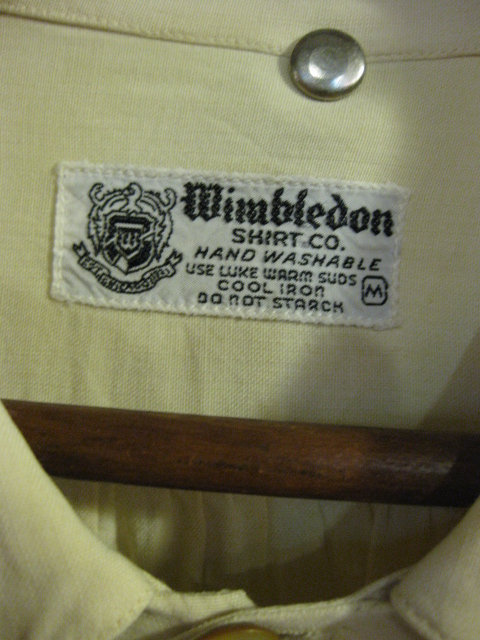 Wimbledon
SHIRT CO.
HAND WASHABLE
USE LUKE WARM SUDS
COOL IRON
DO NOT STARCH
M